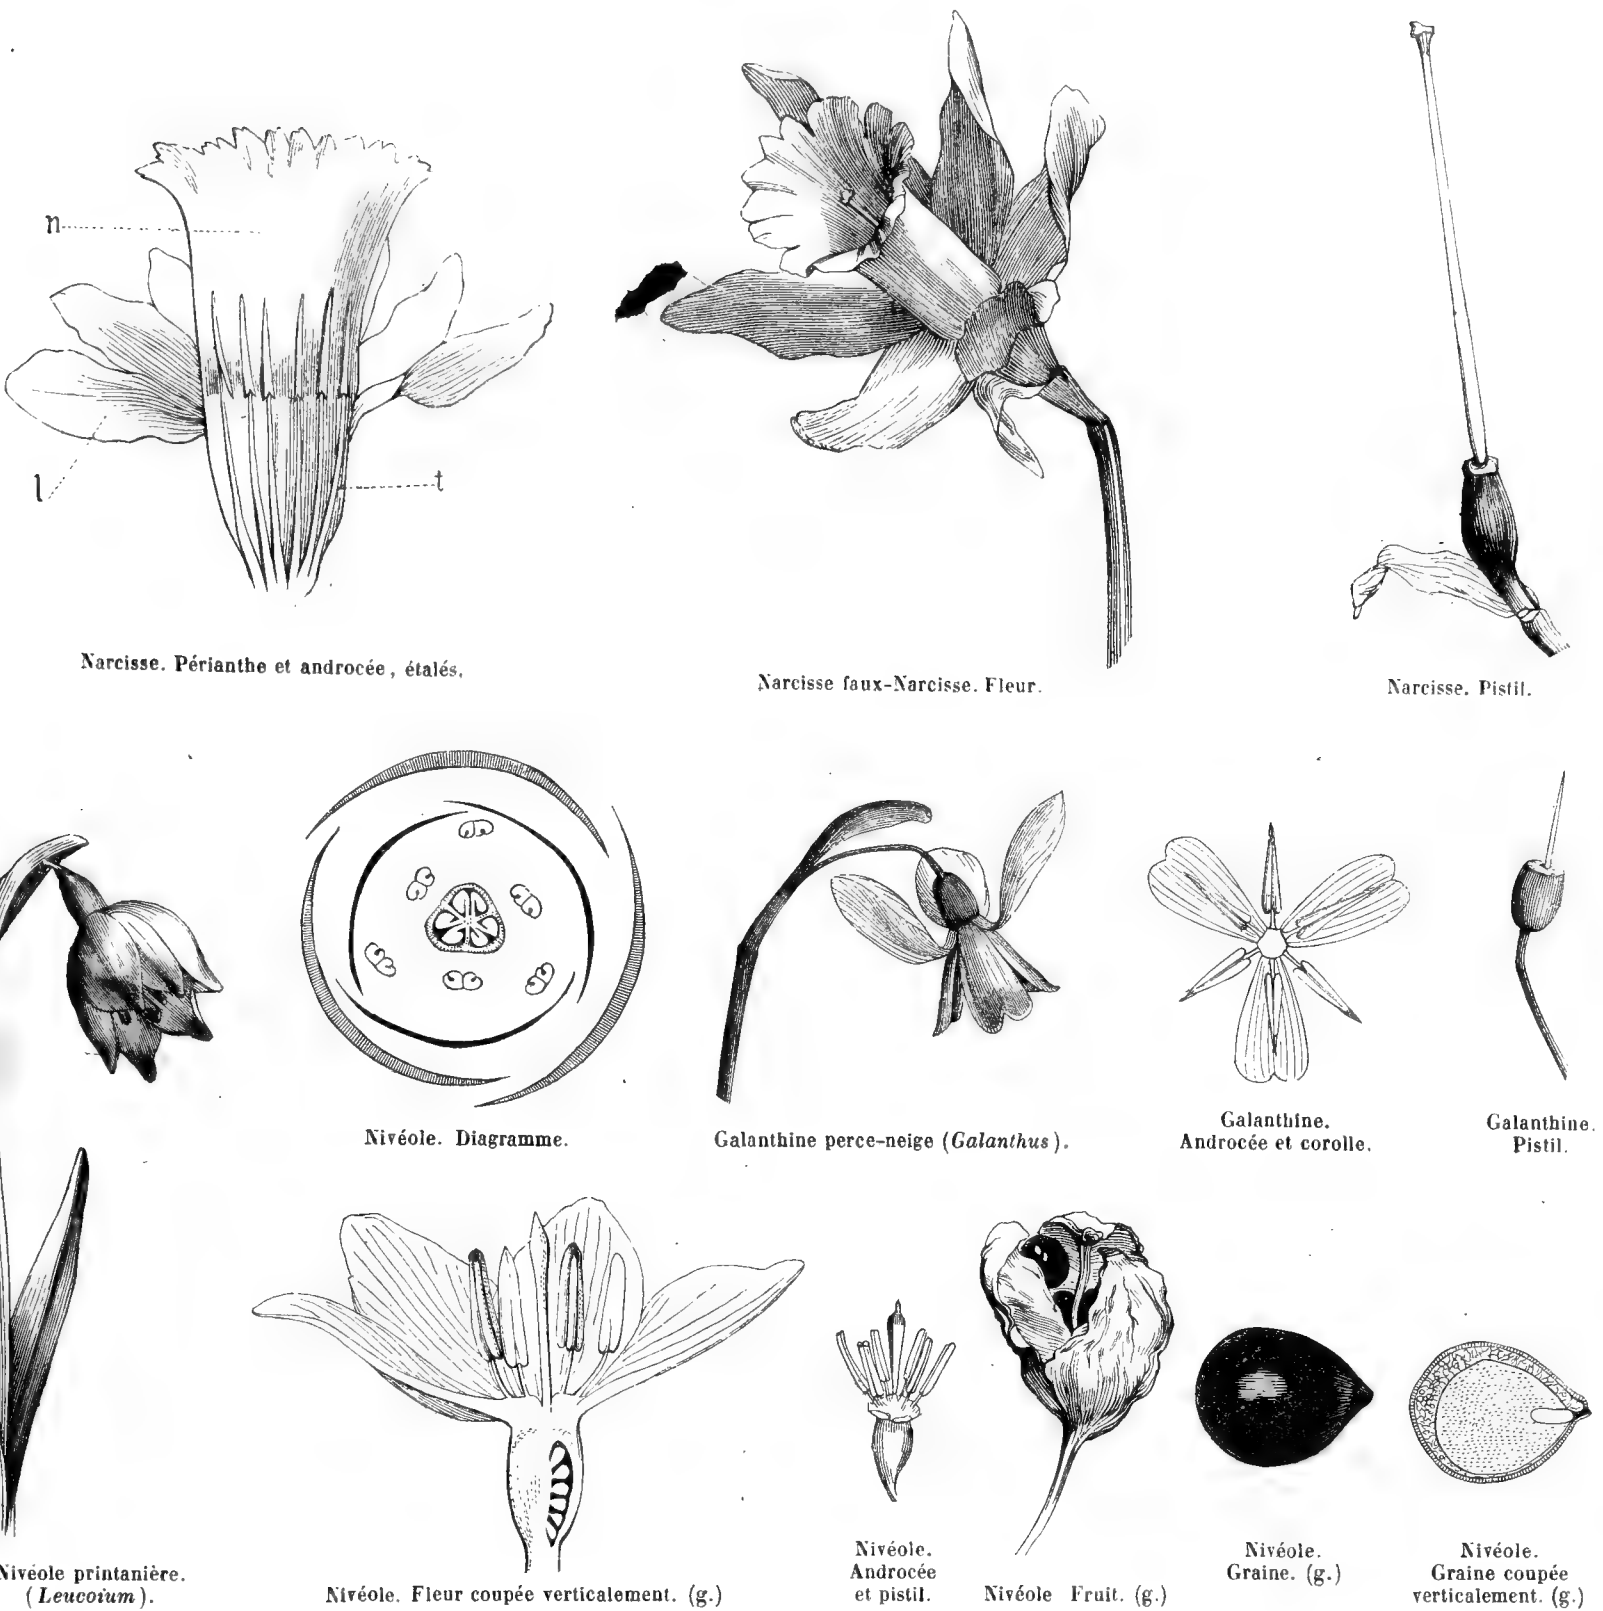 n
l
t
Narcisse. Périanthe et androcée, étalés.
Narcisse faux-Narcisse. Fleur.
Narcisse. Pistil.
Nivéole. Diagramme.
Galanthine perce-neige (Galanthus).
Galanthine.
Androcée et corolle.
Galanthine.
Pistil.
Nivéole printanière.
(Leucoïum).
Nivéole. Fleur coupée verticalement. (g.)
Nivéole.
Androcée
et pistil.
Nivéole Fruit. (g.)
Nivéole.
Graine. (g.)
Nivéole.
Graine coupée
verticalement. (g.)